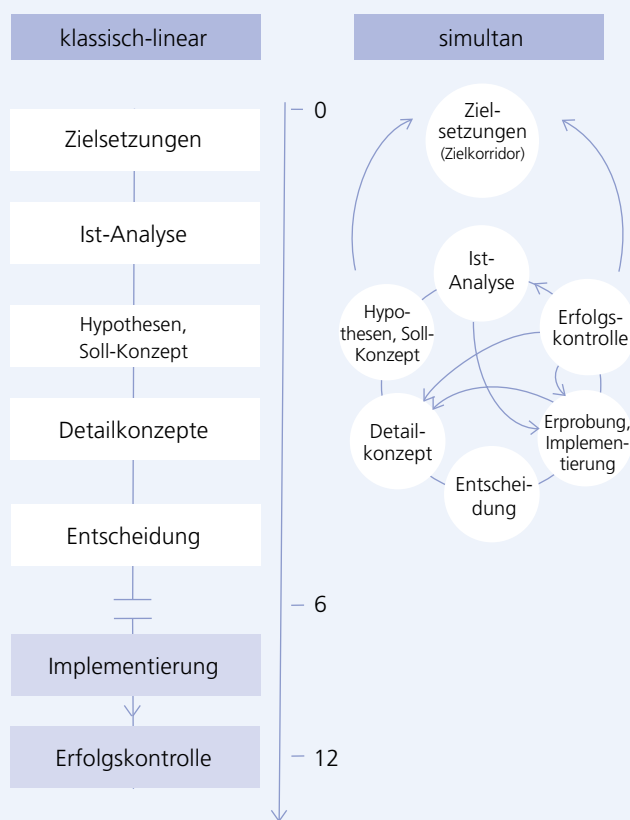 klassisch-linear
Zielsetzungen
Ist-Analyse
Hypothesen,
Soll-Konzept
Detailkonzepte
Entscheidung
Implementierung
Erfolgskontrolle
0
6
12
simultan
Ziel-
setzungen
(Zielkorridor)
Ist-
Analyse
Hypo-
thesen, Soll-
Konzept
Erfolgs-
kontrolle
Detail-
konzept
Erprobung,
Implemen-
tierung
Entschei-
dung